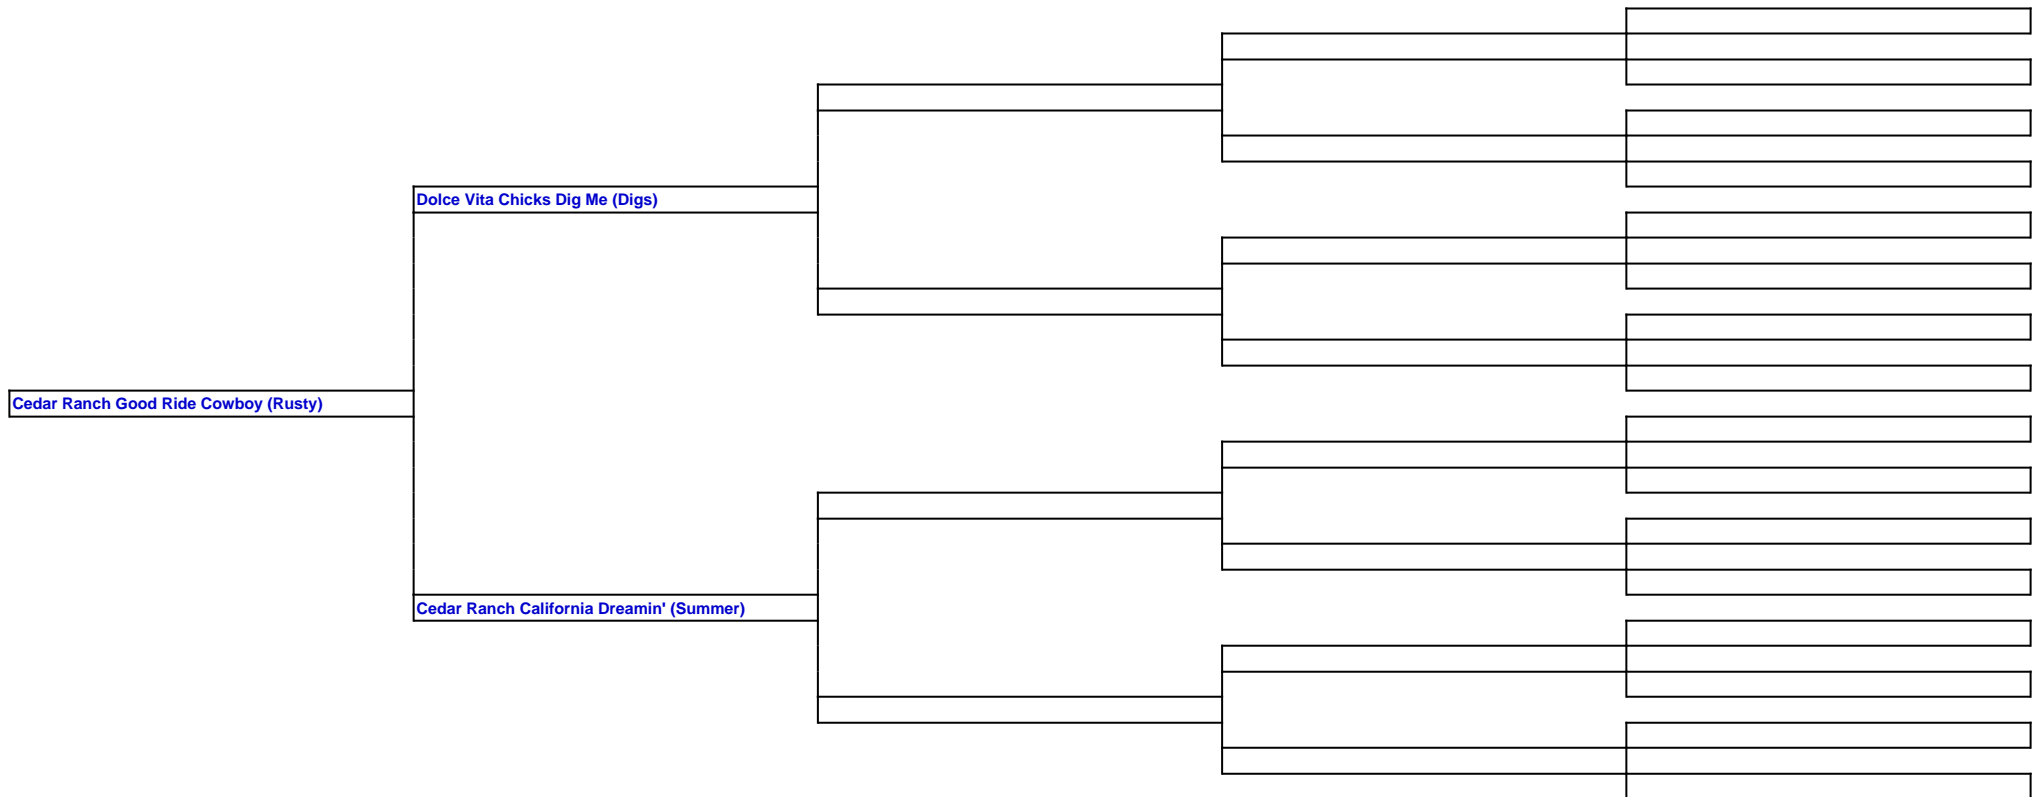 Dolce Vita Chicks Dig Me (Digs)
Cedar Ranch Good Ride Cowboy (Rusty)
Cedar Ranch California Dreamin' (Summer)